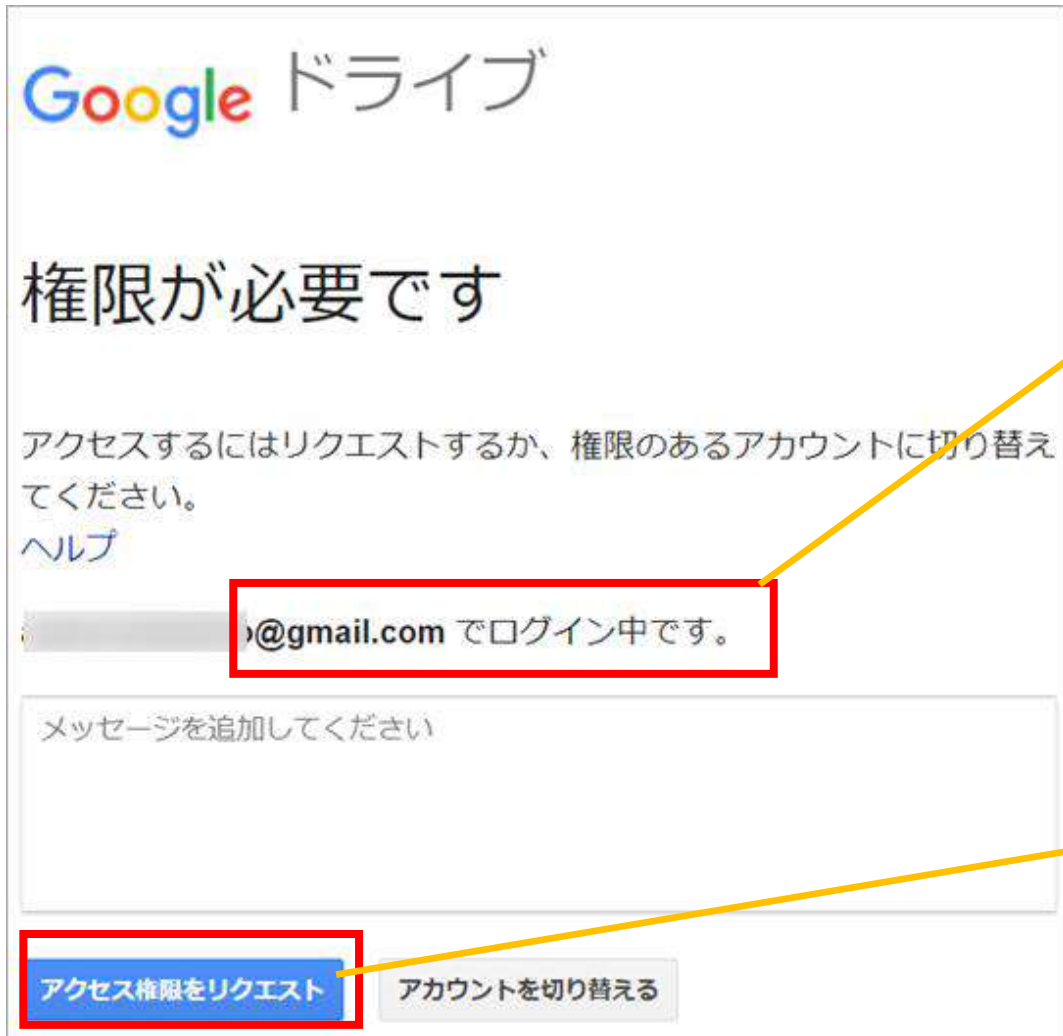 Google ドライブ
権限が必要です
アクセスするにはリクエストするか、権限のあるアカウントに切り替え
てください。
ヘルプ
@gmail.com でログイン中です。
メッセージを追加してください
アクセス権限をリクエスト アカウントを切り替える